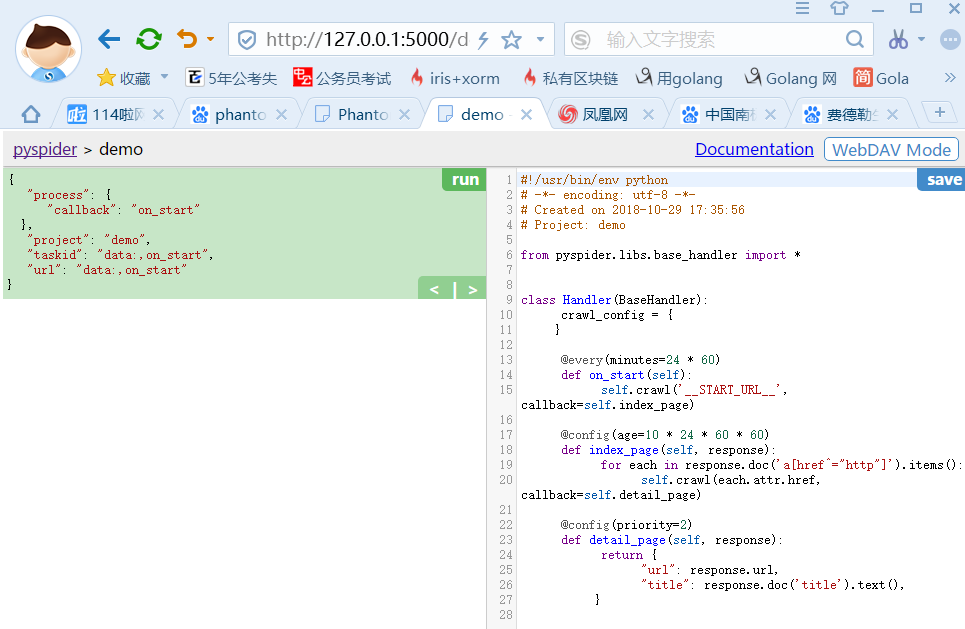 http://127.0.0.1:5000/d
输入文字搜索
收藏
5年公考失
公务员考试
iris+xorm
私有区块链
用golang
Golang 网
简 Gola
114啦网
phanto
Phanto
demo
凤凰网
中国南
费德勒
pyspider > demo
Documentation
WebDAV Mode
{
"process": {
"callback": "on_start"
},
"project": "demo",
"taskid": "data:,on_start",
"url": "data:,on_start"
}
run
< | >
save
1 #!/usr/bin/env python
2 # -*- encoding: utf-8 -*-
3 # Created on 2018-10-29 17:35:56
4 # Project: demo
5
6 from pyspider.libs.base_handler import *
7
8
9 class Handler(BaseHandler):
10 crawl_config = {
11 }
12
13 @every(minutes=24 * 60)
14 def on_start(self):
15 self.crawl('__START_URL__',
callback=self.index_page)
16
17 @config(age=10 * 24 * 60 * 60)
18 def index_page(self, response):
19 for each in response.doc('a[href^="http"]').items():
20 self.crawl(each.attr.href,
callback=self.detail_page)
21
22 @config(priority=2)
23 def detail_page(self, response):
24 return {
25 "url": response.url,
26 "title": response.doc('title').text(),
27 }
28